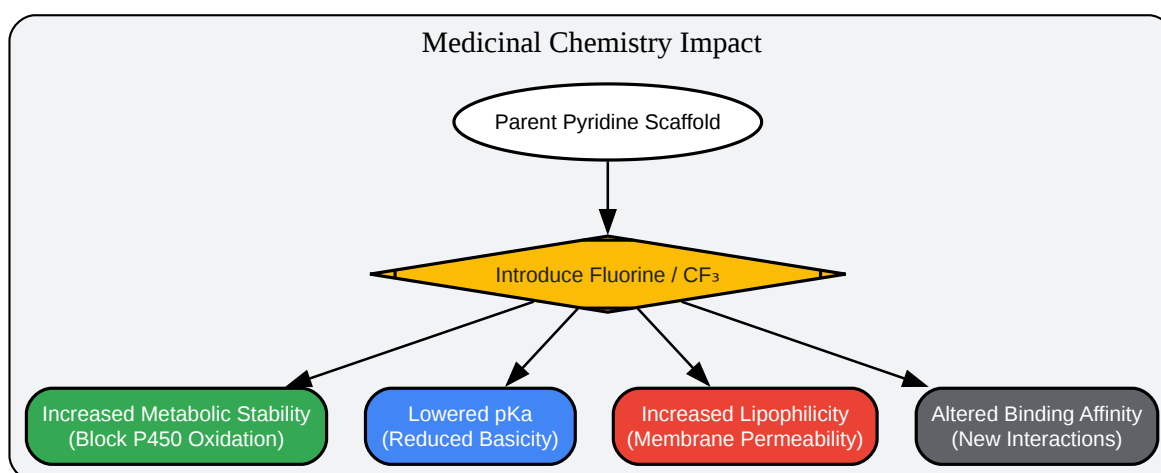 Medicinal Chemistry Impact
Parent Pyridine Scaffold
Introduce Fluorine / CF₃
Increased Metabolic Stability
(Block P450 Oxidation)
Lowered pKa
(Reduced Basicity)
Increased Lipophilicity
(Membrane Permeability)
Altered Binding Affinity
(New Interactions)